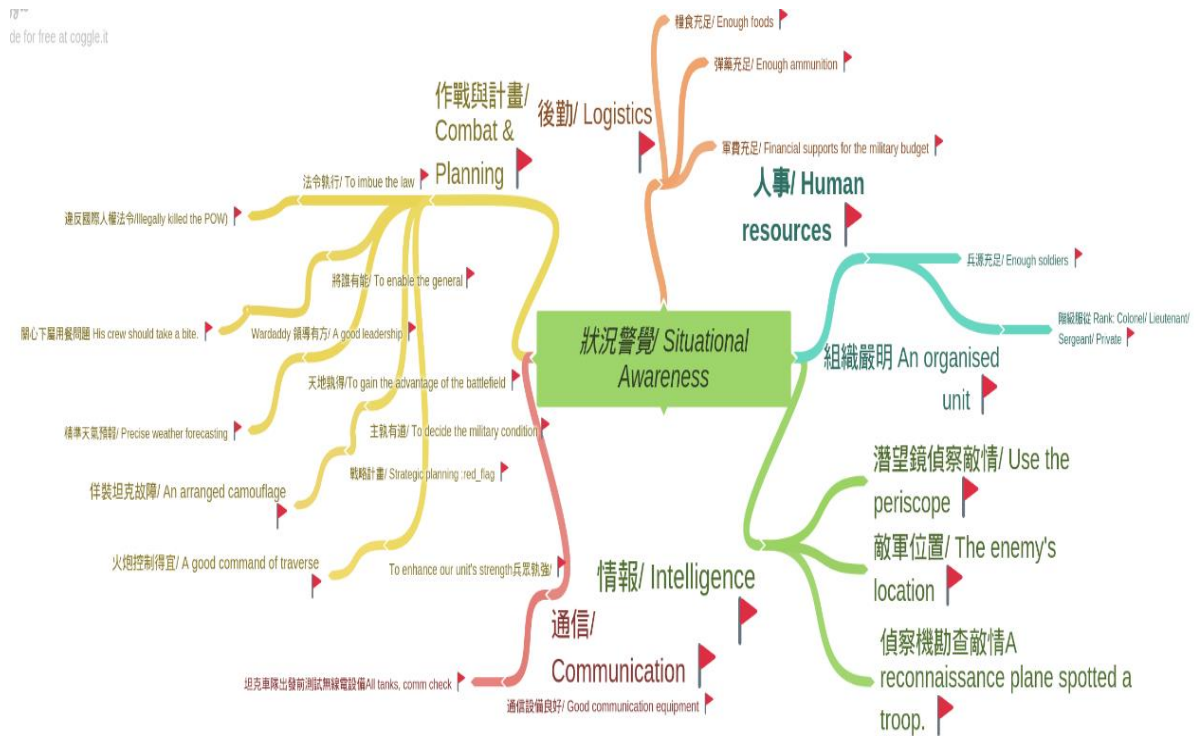 de for free at coggle.it
糧食充足/ Enough foods
彈藥充足/ Enough ammunition
後勤/ Logistics
軍費充足/ Financial supports for the military budget
作戰與計畫/
Combat &
Planning
法令執行/ To imbue the law
違反國際人權法令/Illegally killed the POW)
將誰有能/ To enable the general
關心下屬用餐問題 His crew should take a bite.
Wardaddy 領導有方/ A good leadership
天地孰得/To gain the advantage of the battlefield
精準天氣預報/ Precise weather forecasting
主孰有道/ To decide the military condition
戰略計畫/ Strategic planning :red_flag
佯裝坦克故障/ An arranged camouflage
火炮控制得宜/ A good command of traverse
To enhance our unit's strength兵眾孰強/
人事/ Human
resources
兵源充足/ Enough soldiers
階級服從 Rank: Colonel/ Lieutenant/
Sergeant/ Private
組織嚴明 An organised
unit
狀況警覺/ Situational
Awareness
情報/ Intelligence
潛望鏡偵察敵情/ Use the
periscope
敵軍位置/ The enemy's
location
偵察機勘查敵情A
reconnaissance plane spotted a
troop.
通信/
Communication
坦克車隊出發前測試無線電設備All tanks, comm check
通信設備良好/ Good communication equipment